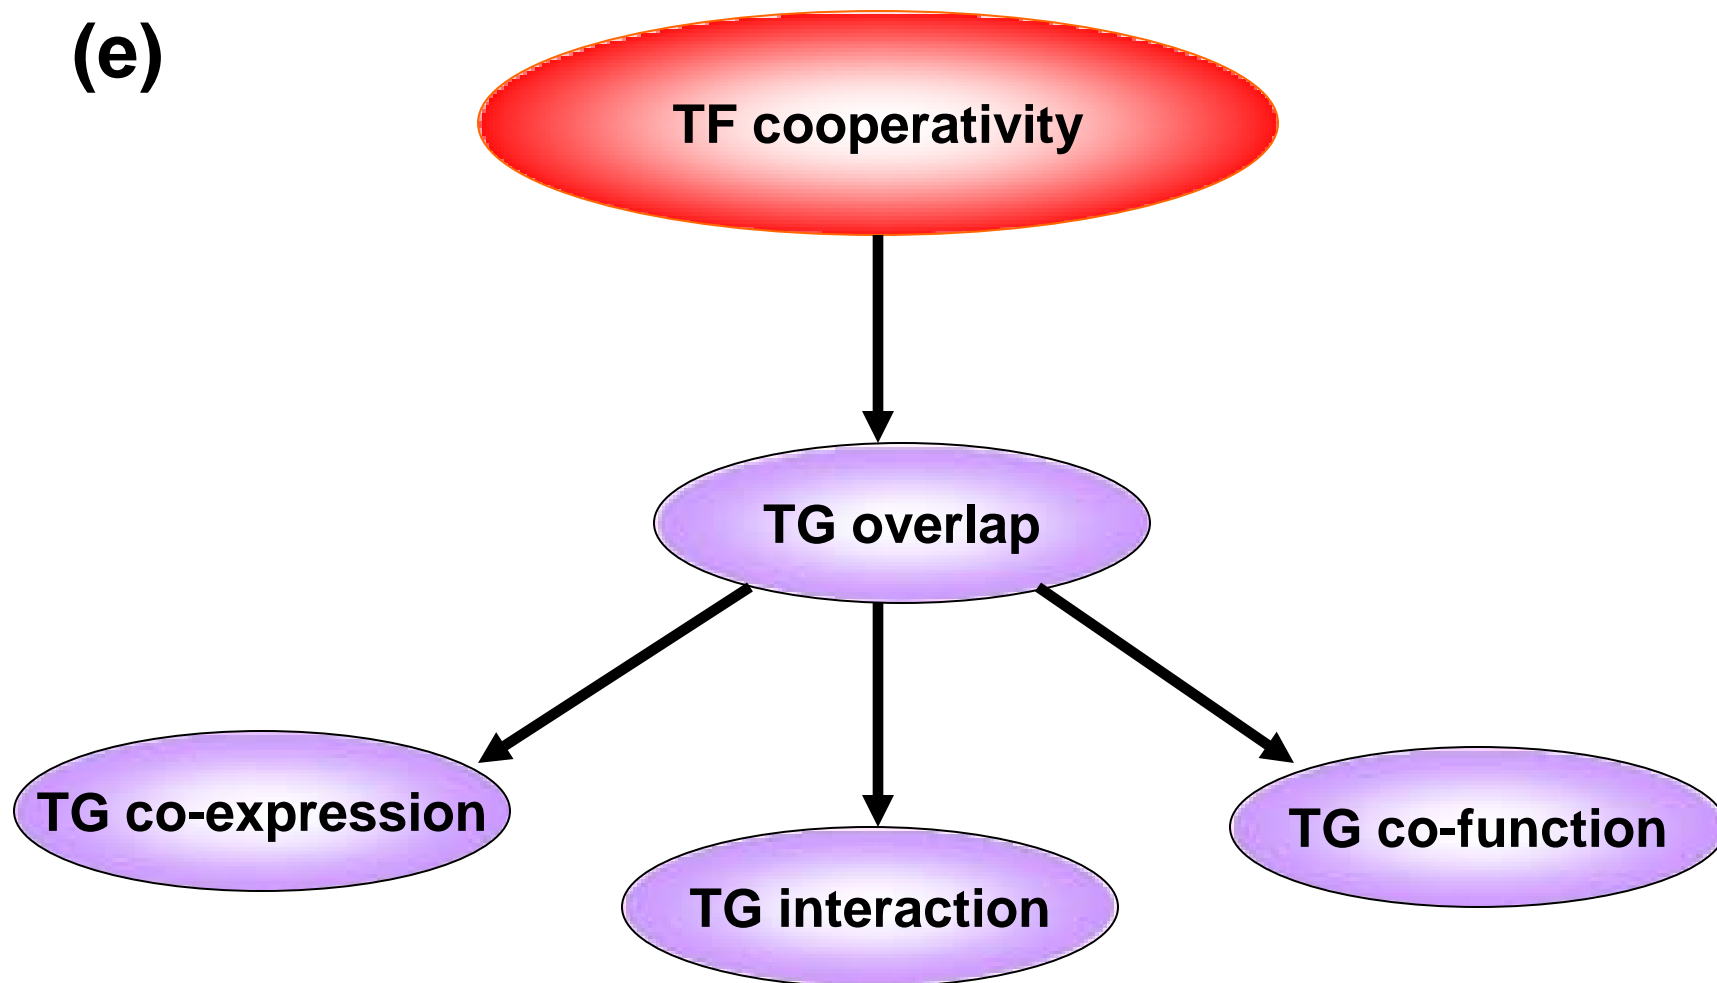 (e)
TF cooperativity
TG overlap
TG co-expression
TG interaction
TG co-function